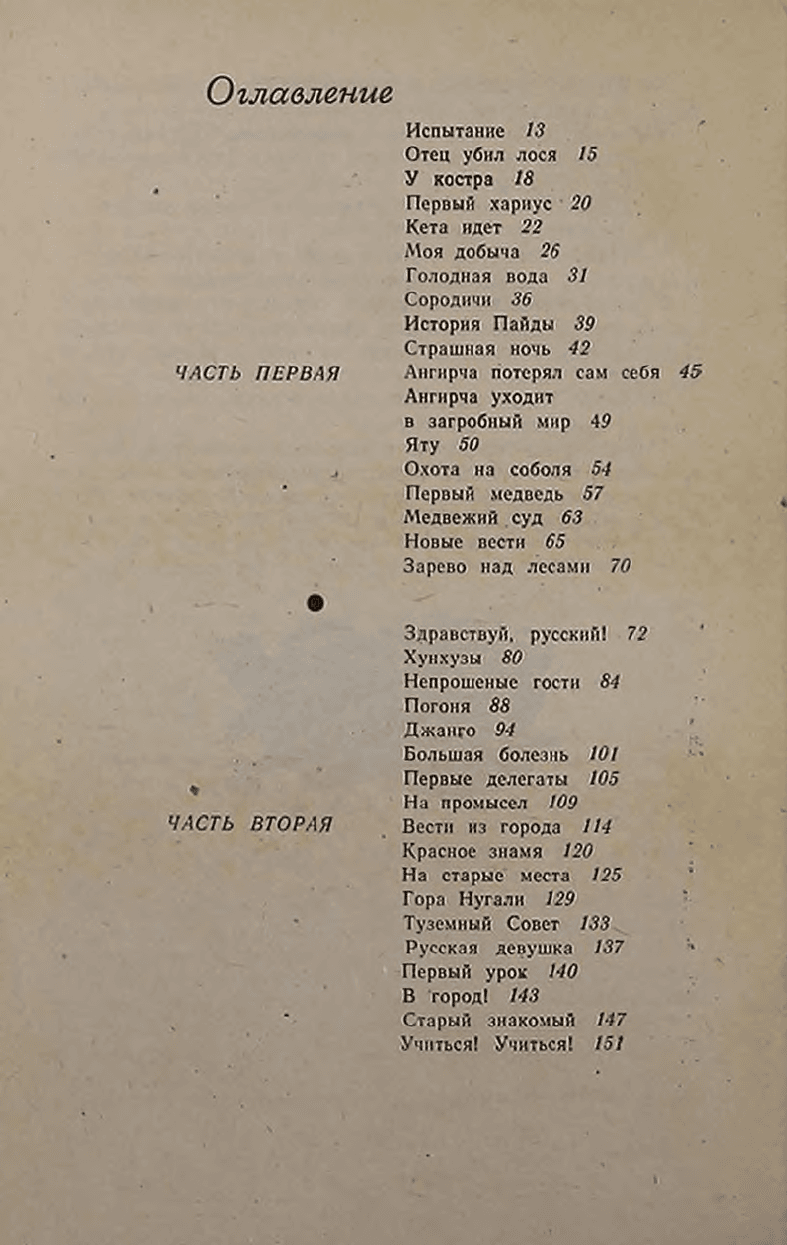 Оглавление
Испытание 13
Отец убил лося 15
У костра 18
Первый хариус 20
Кета идет 22
Моя добыча 26
Голодная вода 31
Сородичи 36
История Пайды 39
Страшная ночь 42
ЧАСТЬ ПЕРВАЯ Ангирча потерял сам себя 45
Ангирча уходит
в загробный мир 49
Яту 50
Охота на соболя 54
Первый медведь 57
Медвежий суд 63
Новые вести 65
Зарево над лесами 70
Здравствуй, русский! 72
Хунхузы 80
Непрошеные гости 84
Погоня 88
Джанго 94
Большая болезнь 101
Первые делегаты 105
На промысел 109
ЧАСТЬ ВТОРАЯ Вести из города 114
Красное знамя 120
На старые места 125
Гора Нугали 129
Туземный Совет 133
Русская девушка 137
Первый урок 140
В город! 143
Старый знакомый 147
Учиться! Учиться! 151